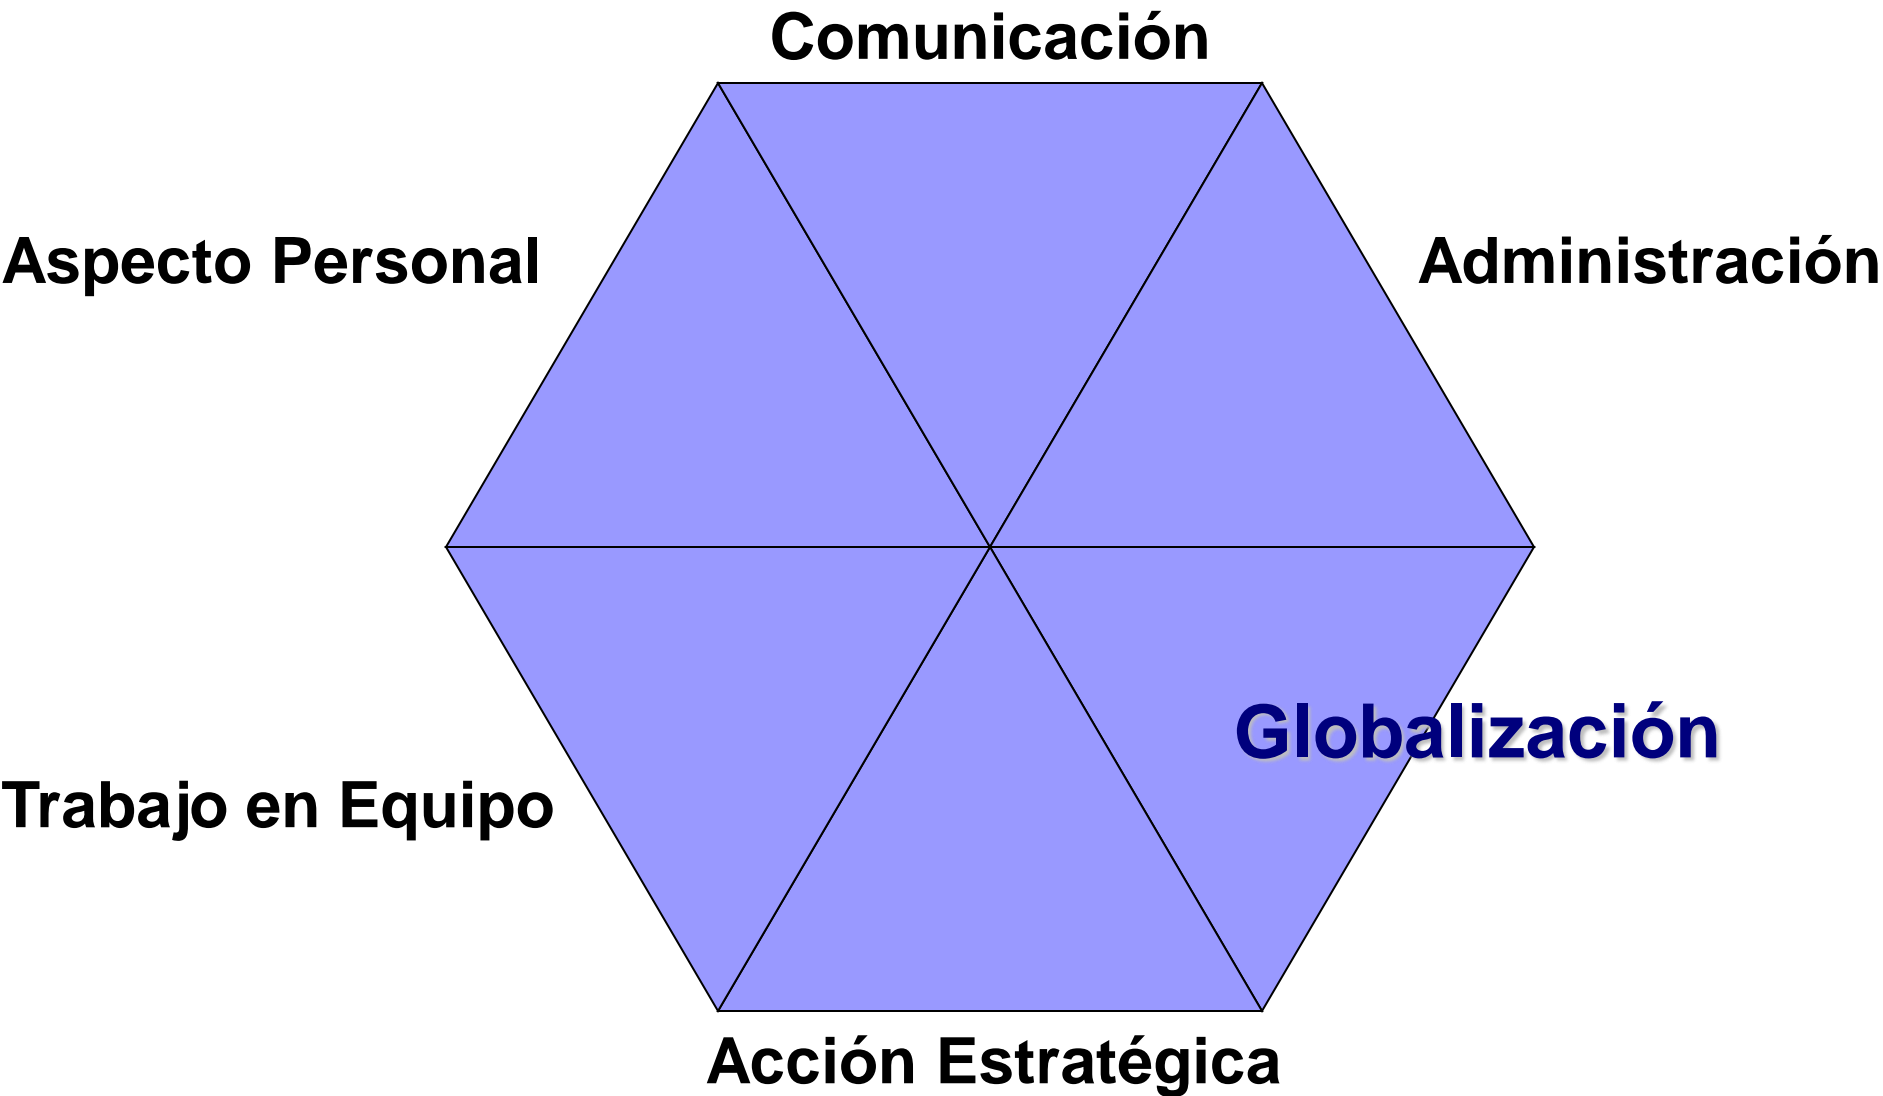 Comunicación
Aspecto Personal
Administración
Globalización
Trabajo en Equipo
Acción Estratégica